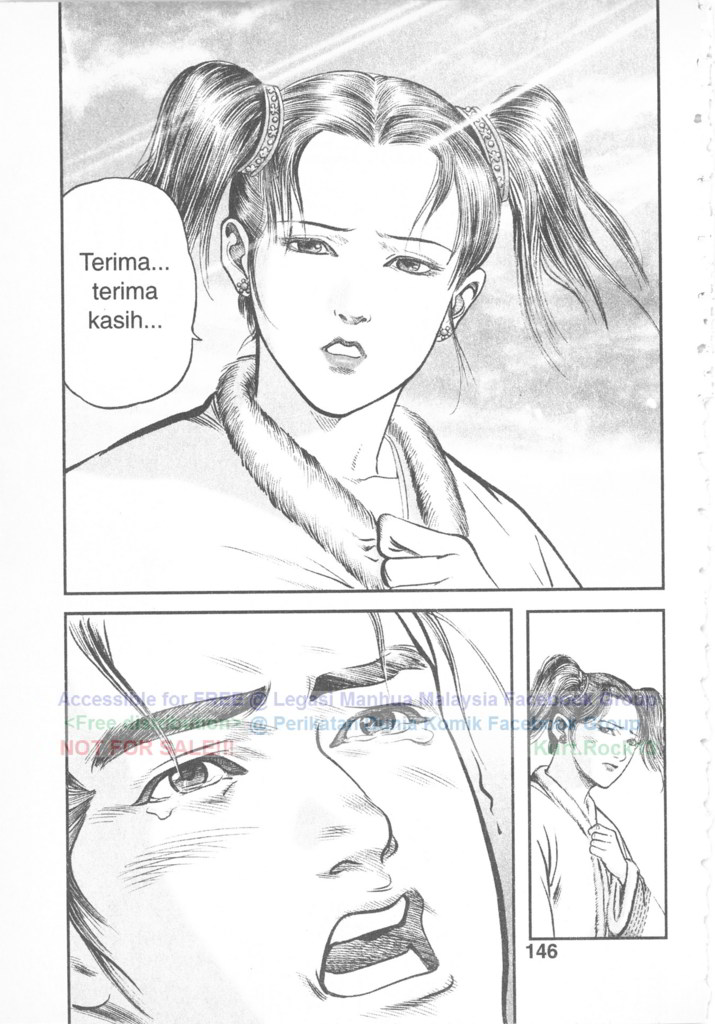 Terima...
terima
kasih...
Accessible for FREE @ Legasi Manhua Malaysia Facebook Group
<Free distribution> @ Perikatan Dunia Komik Facebook Group
NOT FOR SALE!!!
146